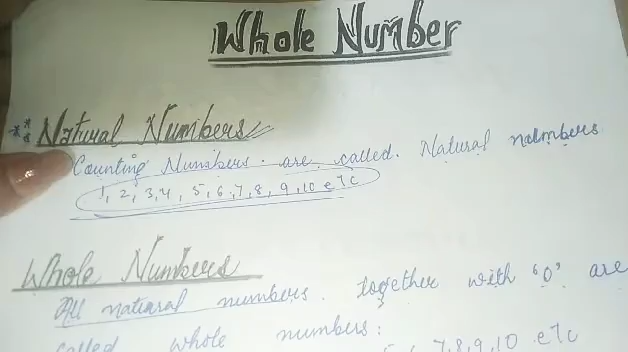 Whole Number
Natural Numbers
Counting Numbers. are called. Natural numbers
1, 2, 3, 4, 5, 6, 7, 8, 9, 10 etc
Whole Numbers
All natural numbers. together with '0' are
called whole numbers:
7, 8, 9, 10 etc